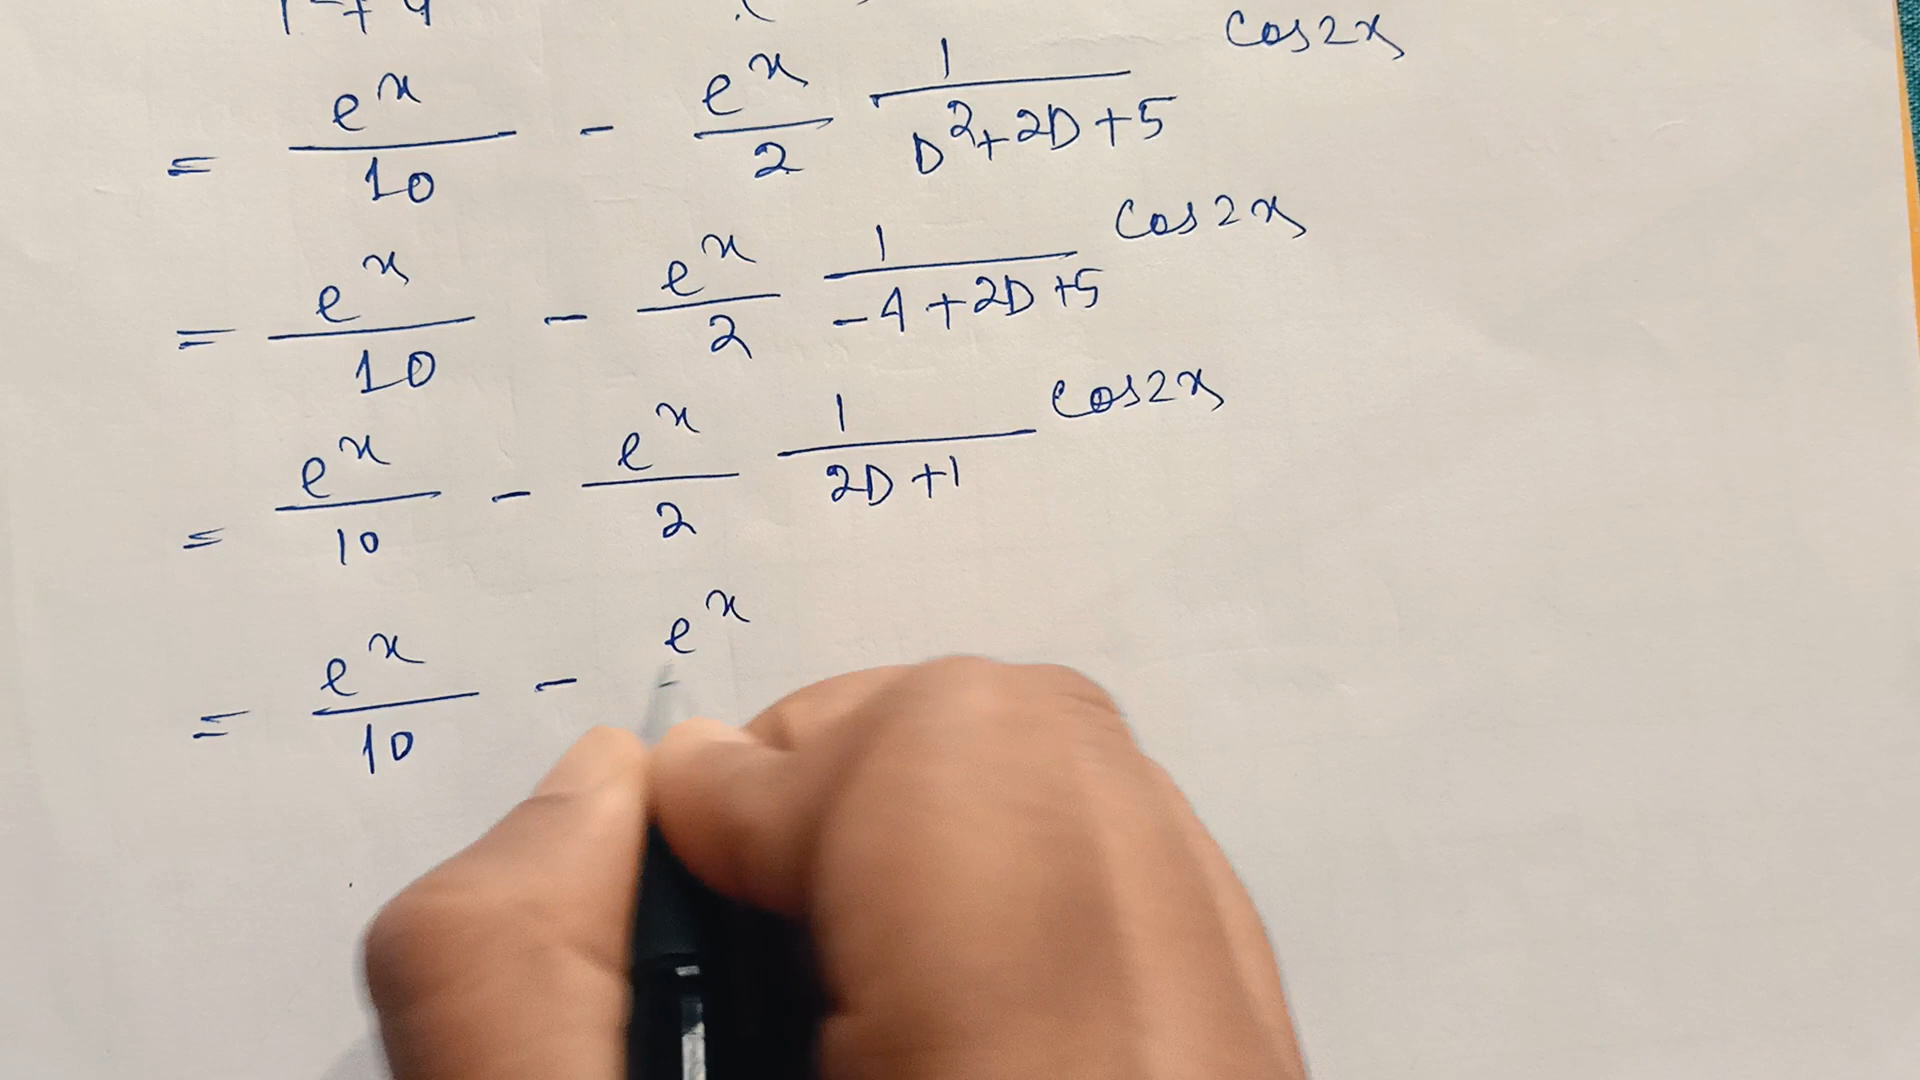 = e^x/10 - e^x/2 1/(D^2+2D+5) cos2x
= e^x/10 - e^x/2 1/(-4+2D+5) cos2x
= e^x/10 - e^x/2 1/(2D+1) cos2x
= e^x/10 - e^x